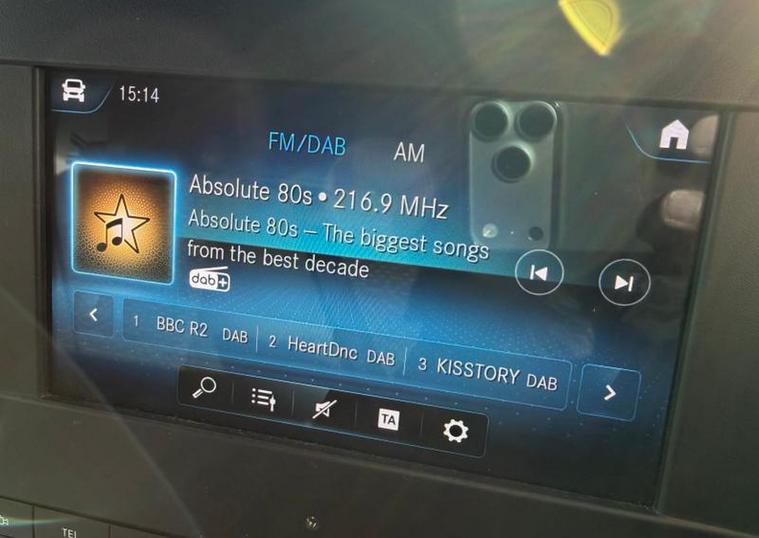 15:14
FM/DAB AM
Absolute 80s • 216.9 MHz
Absolute 80s – The biggest songs
from the best decade
dab+
1 BBC R2 DAB 2 HeartDnc DAB 3 KISSTORY DAB
TA
TEL